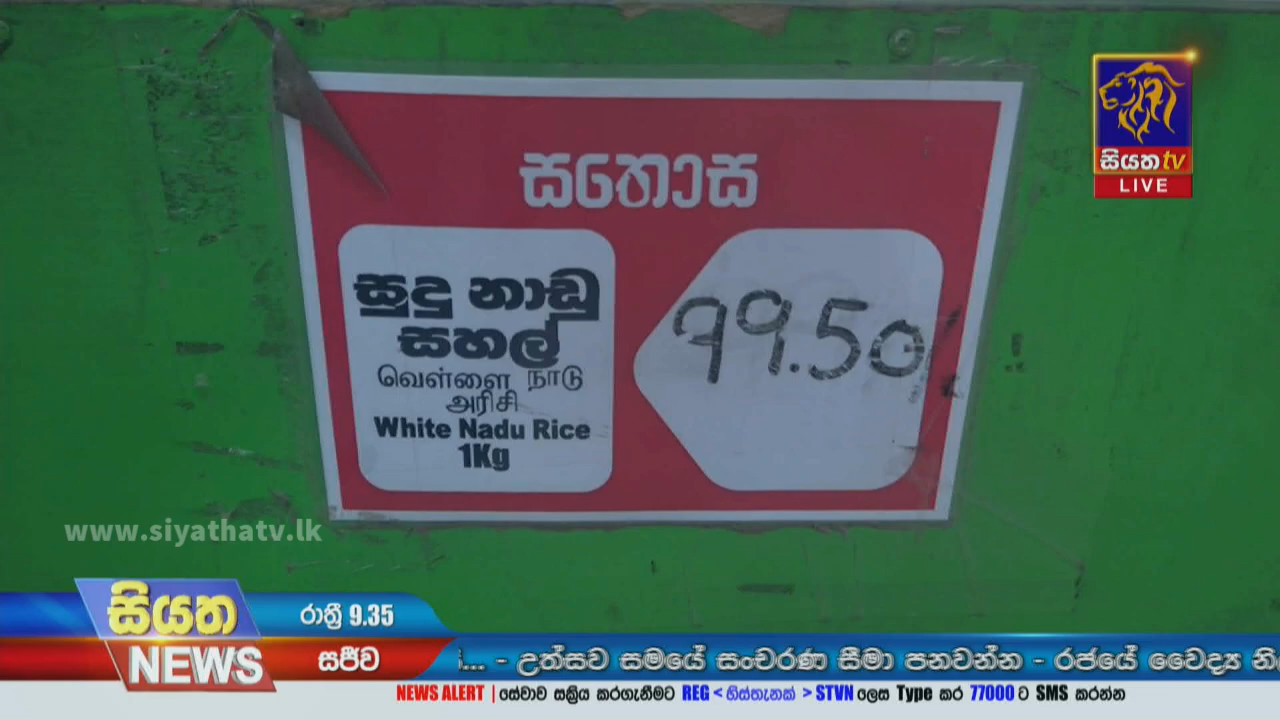 සියත tv
LIVE
සතොස
සුදු නාඩු
සහල්
வெள்ளை நாடு
அரிசி
White Nadu Rice
1Kg
99.50
www.siyathatv.lk
සියත
NEWS
රාත්‍රී 9.35
සජීව
... - උත්සව සමයේ සංචරණ සීමා පනවන්න - රජයේ වෛද්‍ය
NEWS ALERT | සේවාව සක්‍රිය කරගැනීමට REG < හිස්තැනක් > STVN ලෙස Type කර 77000 ට SMS කරන්න